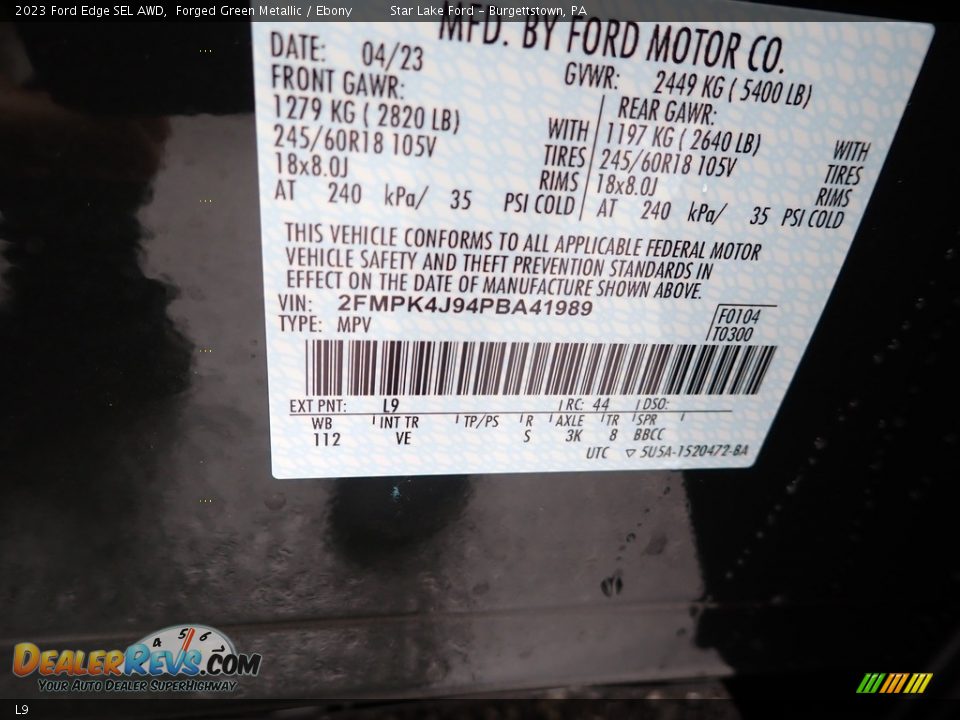 2023 Ford Edge SEL AWD, Forged Green Metallic / Ebony Star Lake Ford - Burgettstown, PA
MFD. BY FORD MOTOR CO.
DATE: 04/23 GVWR: 2449 KG ( 5400 LB)
FRONT GAWR: REAR GAWR:
1279 KG ( 2820 LB) WITH 1197 KG ( 2640 LB) WITH
245/60R18 105V TIRES 245/60R18 105V TIRES
18x8.0J RIMS 18x8.0J RIMS
AT 240 kPa/ 35 PSI COLD AT 240 kPa/ 35 PSI COLD
THIS VEHICLE CONFORMS TO ALL APPLICABLE FEDERAL MOTOR
VEHICLE SAFETY AND THEFT PREVENTION STANDARDS IN
EFFECT ON THE DATE OF MANUFACTURE SHOWN ABOVE.
VIN: 2FMPK4J94PBA41989 F0104
TYPE: MPV T0300
EXT PNT: L9 RC: 44 DSO:
WB INT TR TP/PS R AXLE TR SPR
112 VE S 3K 8 BBCC
UTC ▽ 5U5A-1520472-BA
4 5 6
DEALERREVS.COM
Your Auto Dealer SuperHighway
L9